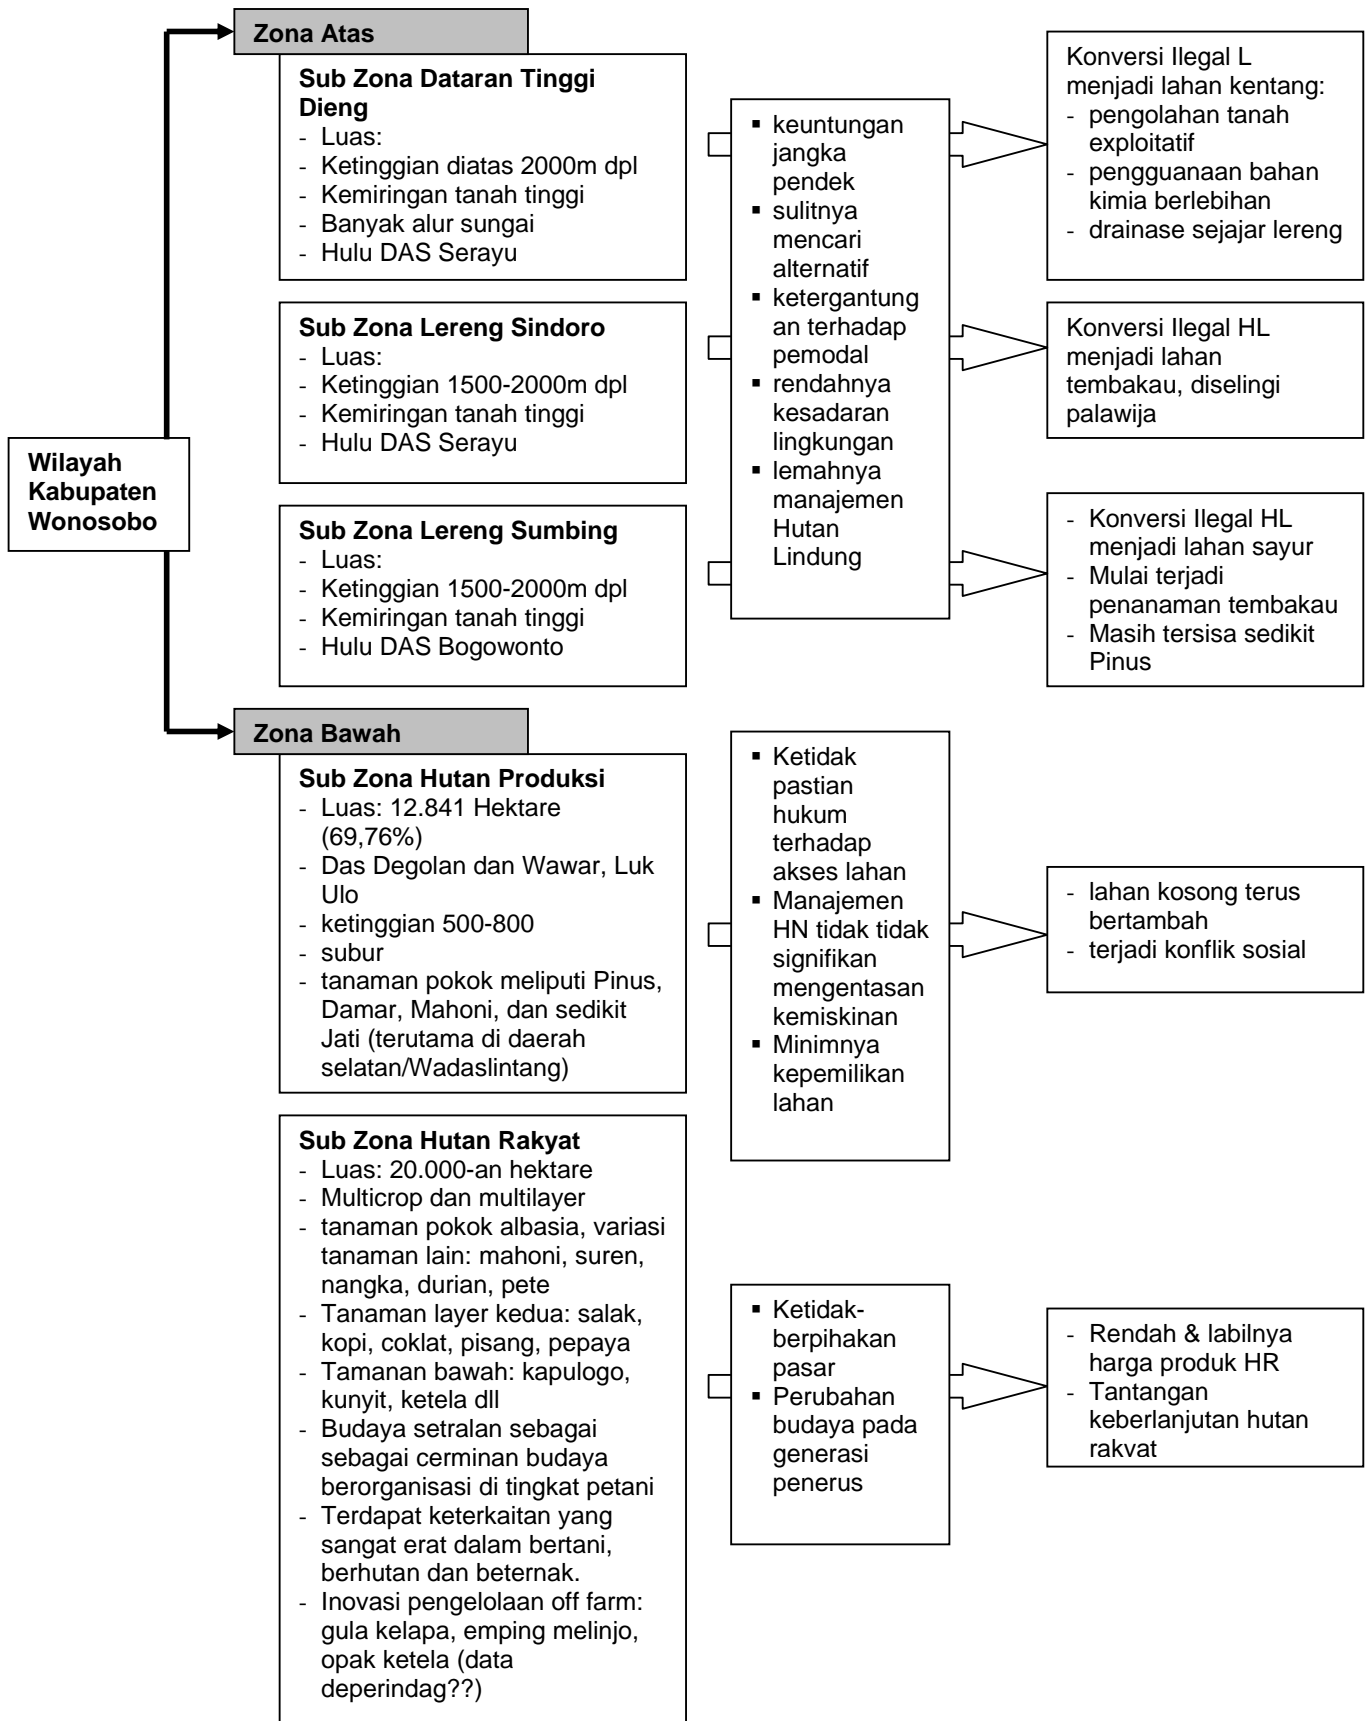 Zona Atas
Sub Zona Dataran Tinggi
Dieng
- Luas:
- Ketinggian diatas 2000m dpl
- Kemiringan tanah tinggi
- Banyak alur sungai
- Hulu DAS Serayu
Sub Zona Lereng Sindoro
- Luas:
- Ketinggian 1500-2000m dpl
- Kemiringan tanah tinggi
- Hulu DAS Serayu
Wilayah
Kabupaten
Wonosobo
Sub Zona Lereng Sumbing
- Luas:
- Ketinggian 1500-2000m dpl
- Kemiringan tanah tinggi
- Hulu DAS Bogowonto
▪ keuntungan
jangka
pendek
▪ sulitnya
mencari
alternatif
▪ ketergantung
an terhadap
pemodal
▪ rendahnya
kesadaran
lingkungan
▪ lemahnya
manajemen
Hutan
Lindung
Konversi Ilegal L
menjadi lahan kentang:
- pengolahan tanah
exploitatif
- pengguanaan bahan
kimia berlebihan
- drainase sejajar lereng
Konversi Ilegal HL
menjadi lahan
tembakau, diselingi
palawija
- Konversi Ilegal HL
menjadi lahan sayur
- Mulai terjadi
penanaman tembakau
- Masih tersisa sedikit
Pinus
Zona Bawah
Sub Zona Hutan Produksi
- Luas: 12.841 Hektare
(69,76%)
- Das Degolan dan Wawar, Luk
Ulo
- ketinggian 500-800
- subur
- tanaman pokok meliputi Pinus,
Damar, Mahoni, dan sedikit
Jati (terutama di daerah
selatan/Wadaslintang)
▪ Ketidak
pastian
hukum
terhadap
akses lahan
▪ Manajemen
HN tidak tidak
signifikan
mengentasan
kemiskinan
▪ Minimnya
kepemilikan
lahan
- lahan kosong terus
bertambah
- terjadi konflik sosial
Sub Zona Hutan Rakyat
- Luas: 20.000-an hektare
- Multicrop dan multilayer
- tanaman pokok albasia, variasi
tanaman lain: mahoni, suren,
nangka, durian, pete
- Tanaman layer kedua: salak,
kopi, coklat, pisang, pepaya
- Tamanan bawah: kapulogo,
kunyit, ketela dll
- Budaya setralan sebagai
sebagai cerminan budaya
berorganisasi di tingkat petani
- Terdapat keterkaitan yang
sangat erat dalam bertani,
berhutan dan beternak.
- Inovasi pengelolaan off farm:
gula kelapa, emping melinjo,
opak ketela (data
deperindag??)
▪ Ketidak-
berpihakan
pasar
▪ Perubahan
budaya pada
generasi
penerus
- Rendah & labilnya
harga produk HR
- Tantangan
keberlanjutan hutan
rakyat